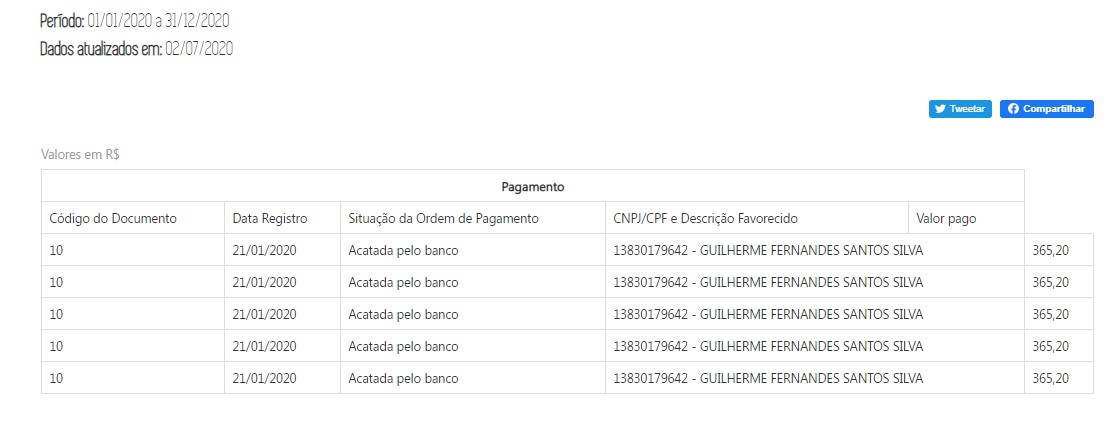 Período: 01/01/2020 a 31/12/2020
Dados atualizados em: 02/07/2020
Tweetar Compartilhar
Valores em R$
Pagamento
Código do Documento Data Registro Situação da Ordem de Pagamento CNPJ/CPF e Descrição Favorecido Valor pago
10 21/01/2020 Acatada pelo banco 13830179642 - GUILHERME FERNANDES SANTOS SILVA 365,20
10 21/01/2020 Acatada pelo banco 13830179642 - GUILHERME FERNANDES SANTOS SILVA 365,20
10 21/01/2020 Acatada pelo banco 13830179642 - GUILHERME FERNANDES SANTOS SILVA 365,20
10 21/01/2020 Acatada pelo banco 13830179642 - GUILHERME FERNANDES SANTOS SILVA 365,20
10 21/01/2020 Acatada pelo banco 13830179642 - GUILHERME FERNANDES SANTOS SILVA 365,20